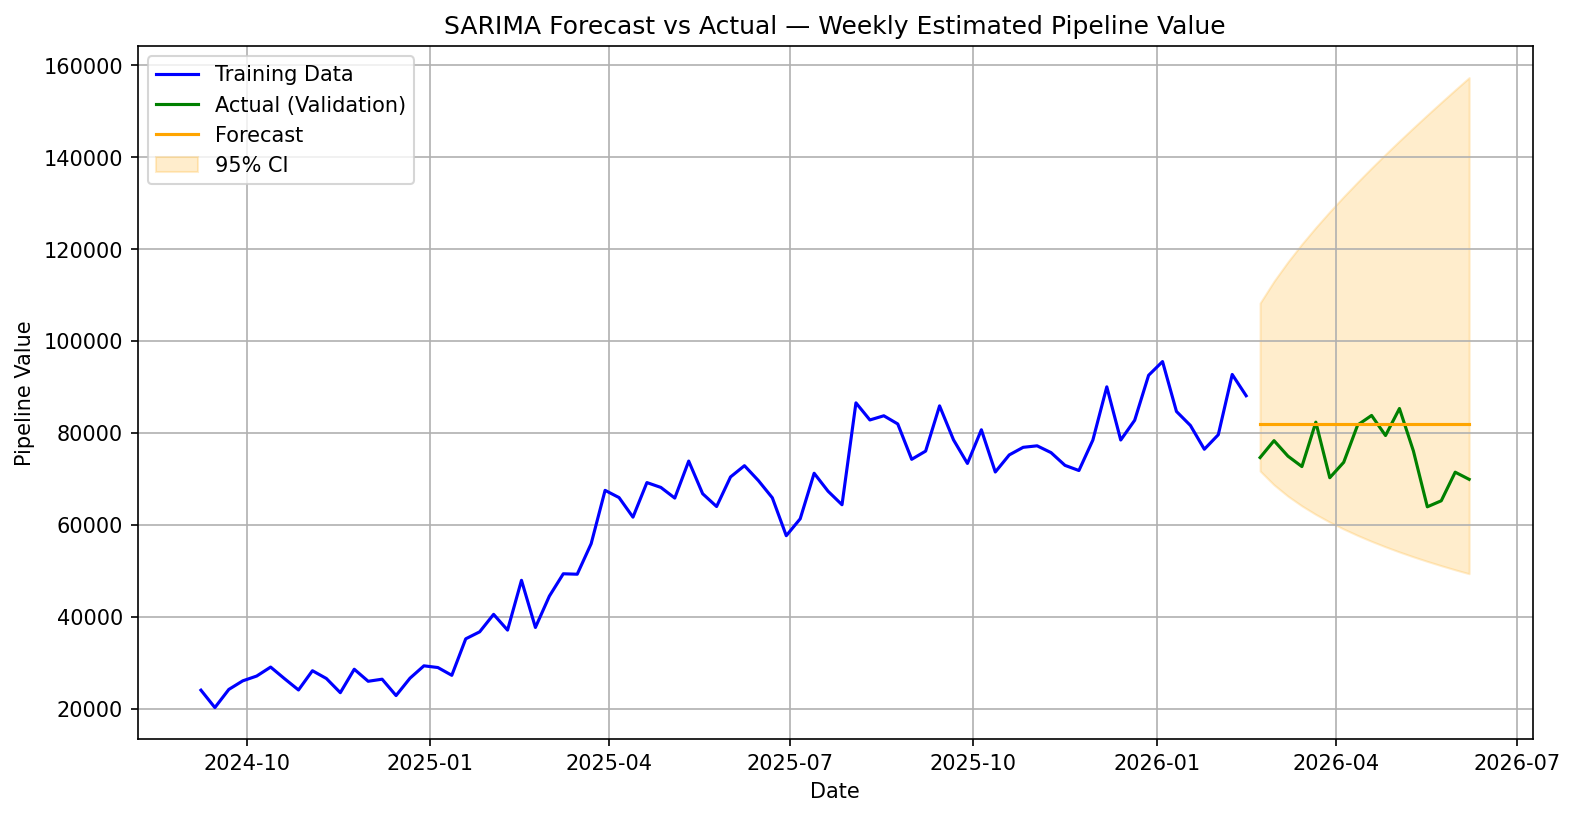 SARIMA Forecast vs Actual — Weekly Estimated Pipeline Value
Training Data
Actual (Validation)
Forecast
95% CI
160000
140000
120000
100000
80000
60000
40000
20000
Pipeline Value
2024-10
2025-01
2025-04
2025-07
2025-10
2026-01
2026-04
2026-07
Date